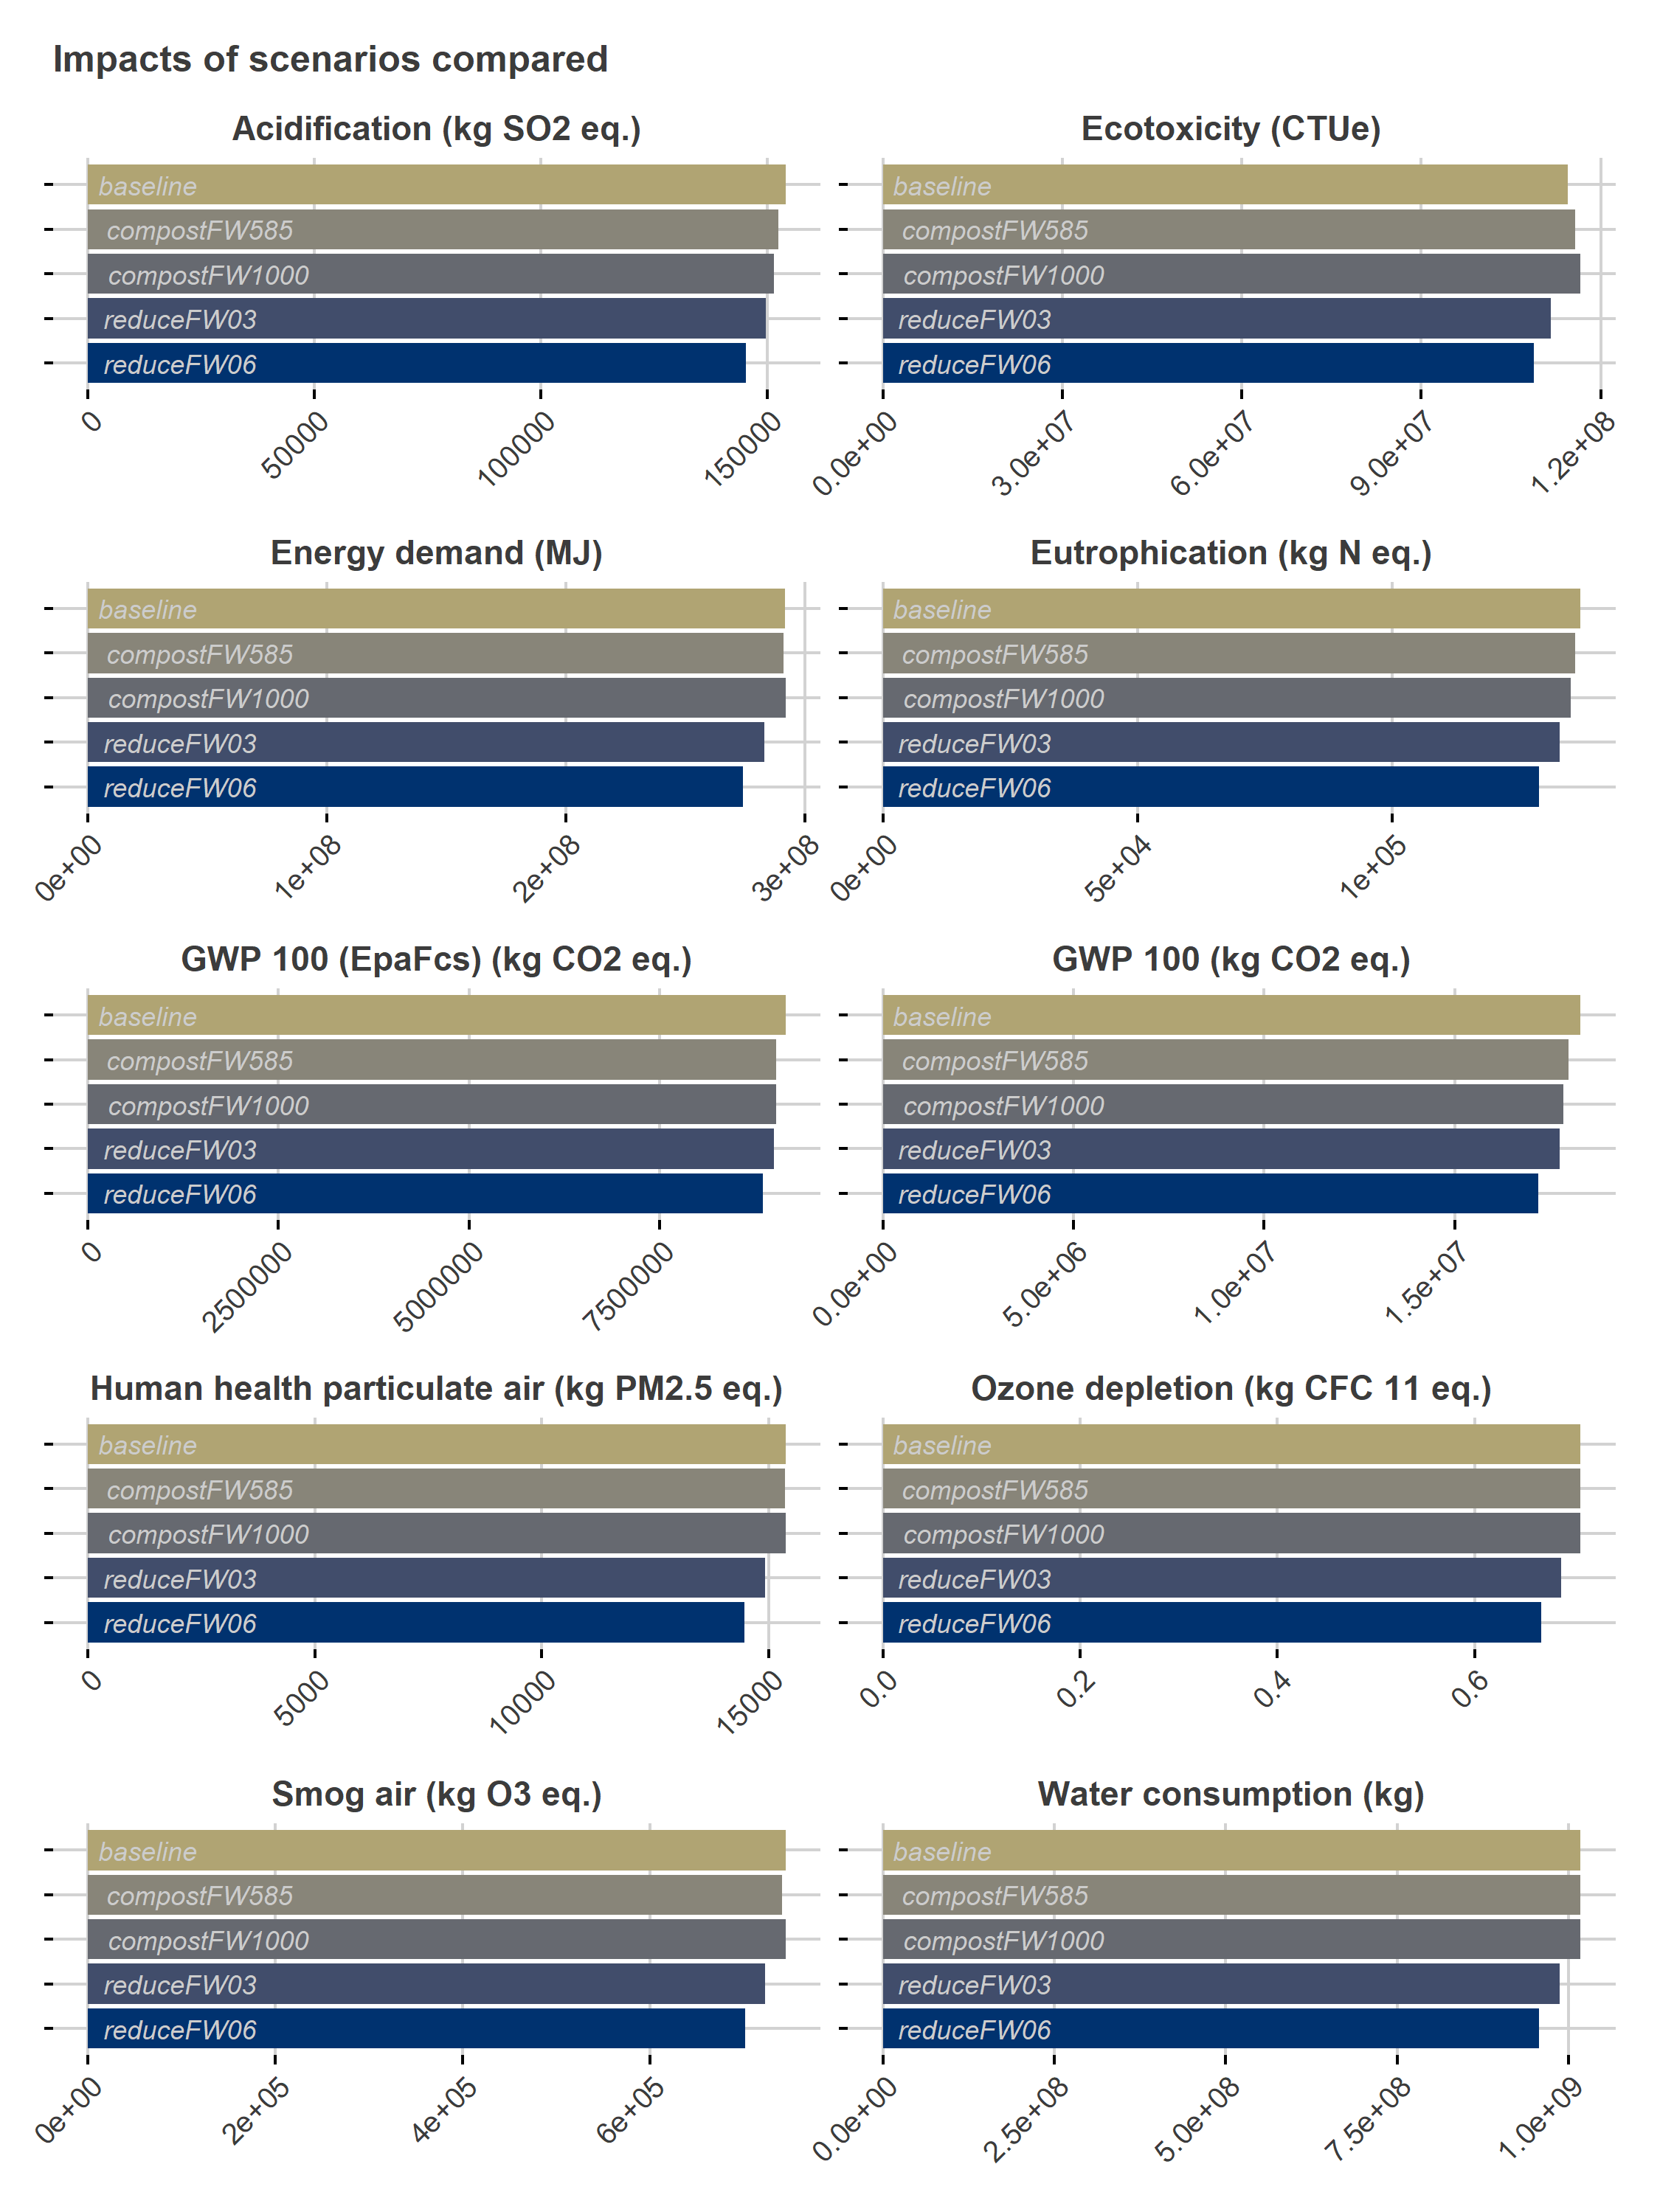 Impacts of scenarios compared
Acidification (kg SO2 eq.)
baseline
compostFW585
compostFW1000
reduceFW03
reduceFW06
0 50000 100000 150000
Ecotoxicity (CTUe)
baseline
compostFW585
compostFW1000
reduceFW03
reduceFW06
0.0e+00 3.0e+07 6.0e+07 9.0e+07 1.2e+08
Energy demand (MJ)
baseline
compostFW585
compostFW1000
reduceFW03
reduceFW06
0e+00 1e+08 2e+08 3e+08
Eutrophication (kg N eq.)
baseline
compostFW585
compostFW1000
reduceFW03
reduceFW06
0e+00 5e+04 1e+05
GWP 100 (EpaFcs) (kg CO2 eq.)
baseline
compostFW585
compostFW1000
reduceFW03
reduceFW06
0 2500000 5000000 7500000
GWP 100 (kg CO2 eq.)
baseline
compostFW585
compostFW1000
reduceFW03
reduceFW06
0.0e+00 5.0e+06 1.0e+07 1.5e+07
Human health particulate air (kg PM2.5 eq.)
baseline
compostFW585
compostFW1000
reduceFW03
reduceFW06
0 5000 10000 15000
Ozone depletion (kg CFC 11 eq.)
baseline
compostFW585
compostFW1000
reduceFW03
reduceFW06
0.0 0.2 0.4 0.6
Smog air (kg O3 eq.)
baseline
compostFW585
compostFW1000
reduceFW03
reduceFW06
0e+00 2e+05 4e+05 6e+05
Water consumption (kg)
baseline
compostFW585
compostFW1000
reduceFW03
reduceFW06
0.0e+00 2.5e+08 5.0e+08 7.5e+08 1.0e+09